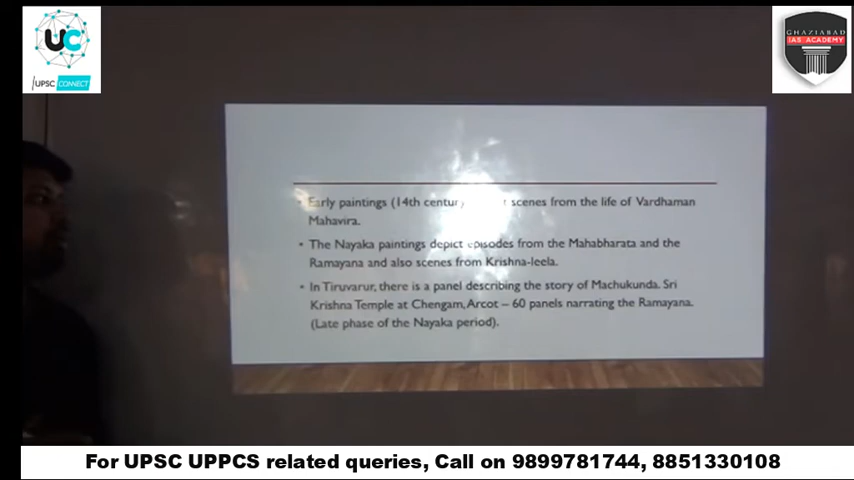 UC
UPSC CONNECT
GHAZIABAD
IAS ACADEMY
Early paintings (14th century scenes from the life of Vardhaman
Mahavira.
The Nayaka paintings depict episodes from the Mahabharata and the
Ramayana and also scenes from Krishna-leela.
In Tiruvarur, there is a panel describing the story of Machukunda. Sri
Krishna Temple at Chengam, Arcot – 60 panels narrating the Ramayana.
(Late phase of the Nayaka period).
For UPSC UPPCS related queries, Call on 9899781744, 8851330108